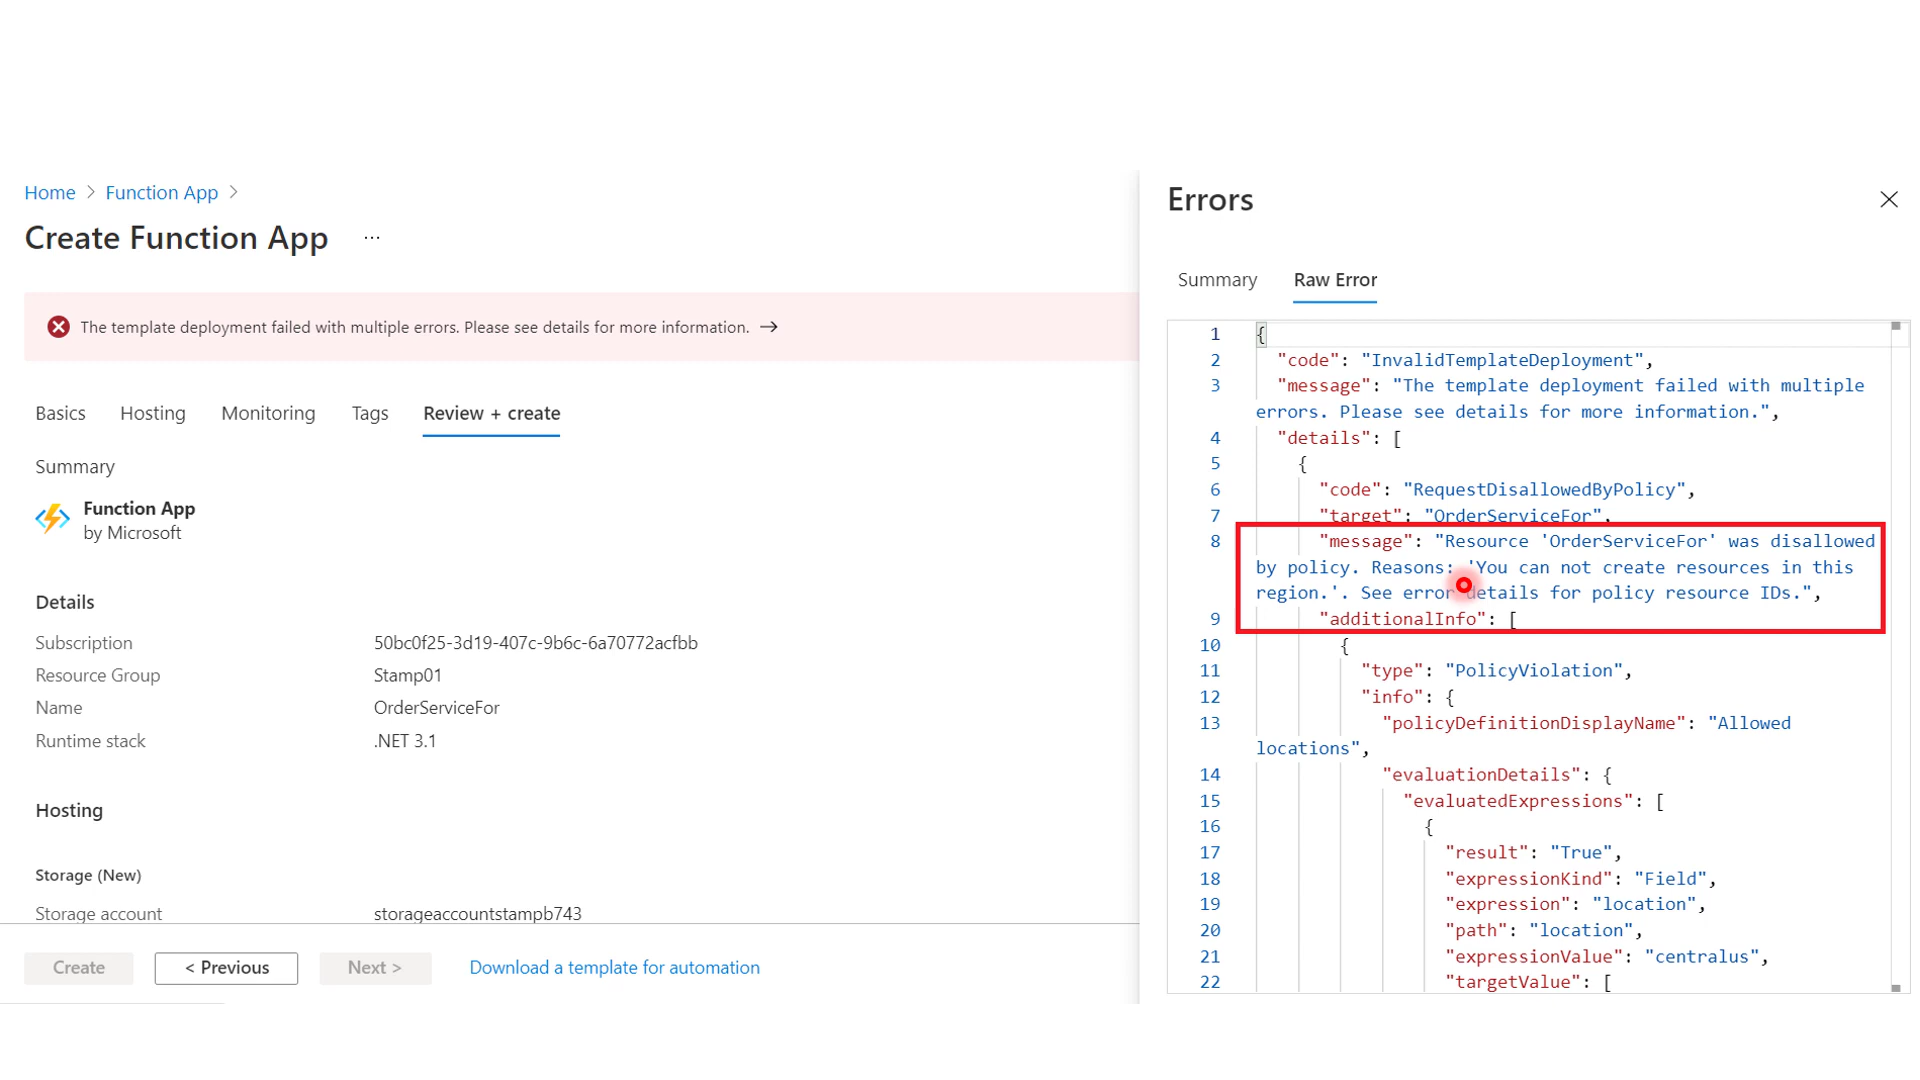 Home > Function App >
Create Function App ...
The template deployment failed with multiple errors. Please see details for more information. →
Basics Hosting Monitoring Tags Review + create
Summary
Function App
by Microsoft
Details
Subscription 50bc0f25-3d19-407c-9b6c-6a70772acfbb
Resource Group Stamp01
Name OrderServiceFor
Runtime stack .NET 3.1
Hosting
Storage (New)
Storage account storageaccountstampb743
Create < Previous Next > Download a template for automation
Errors
Summary Raw Error
1 {
2 "code": "InvalidTemplateDeployment",
3 "message": "The template deployment failed with multiple
errors. Please see details for more information.",
4 "details": [
5 {
6 "code": "RequestDisallowedByPolicy",
7 "target": "OrderServiceFor",
8 "message": "Resource 'OrderServiceFor' was disallowed
by policy. Reasons: 'You can not create resources in this
region.'. See error details for policy resource IDs.",
9 "additionalInfo": [
10 {
11 "type": "PolicyViolation",
12 "info": {
13 "policyDefinitionDisplayName": "Allowed
locations",
14 "evaluationDetails": {
15 "evaluatedExpressions": [
16 {
17 "result": "True",
18 "expressionKind": "Field",
19 "expression": "location",
20 "path": "location",
21 "expressionValue": "centralus",
22 "targetValue": [